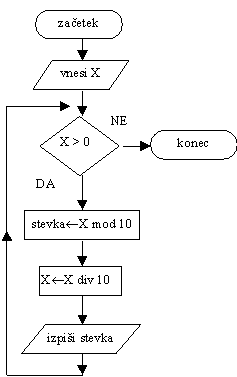 začetek
vnesi X
NE
X > 0
konec
DA
stevka←X mod 10
X←X div 10
izpiši stevka